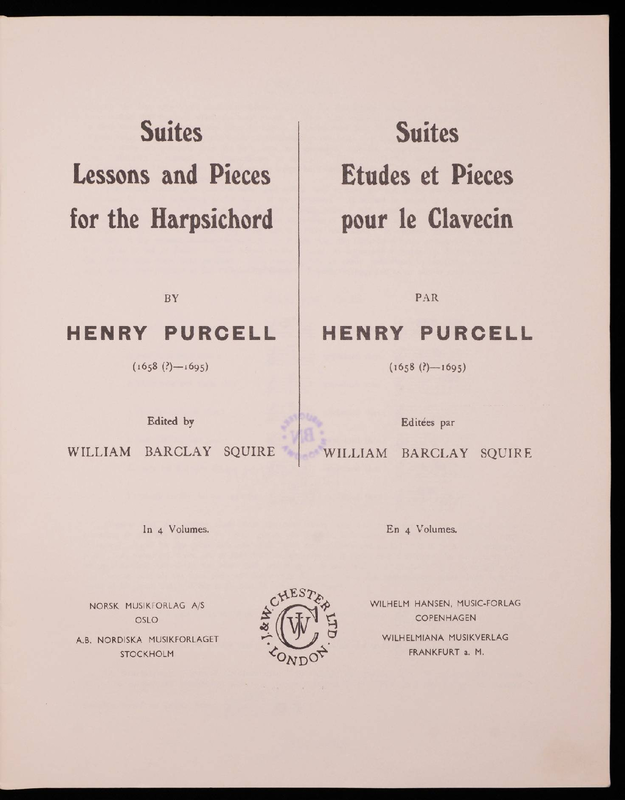 Suites
Lessons and Pieces
for the Harpsichord
BY
HENRY PURCELL
(1658 (?)—1695)
Edited by
WILLIAM BARCLAY SQUIRE
In 4 Volumes.
Suites
Etudes et Pieces
pour le Clavecin
PAR
HENRY PURCELL
(1658 (?)—1695)
Editées par
WILLIAM BARCLAY SQUIRE
En 4 Volumes.
NORSK MUSIKFORLAG A/S
OSLO
A.B. NORDISKA MUSIKFORLAGET
STOCKHOLM
J. & W. CHESTER LTD
LONDON
WILHELM HANSEN, MUSIC-FORLAG
COPENHAGEN
WILHELMIANA MUSIKVERLAG
FRANKFURT a. M.